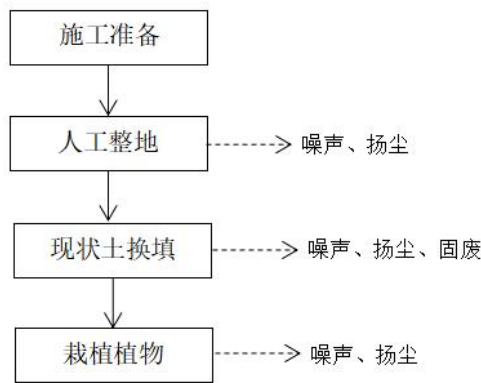 施工准备
人工整地
噪声、扬尘
现状土换填
噪声、扬尘、固废
栽植植物
噪声、扬尘